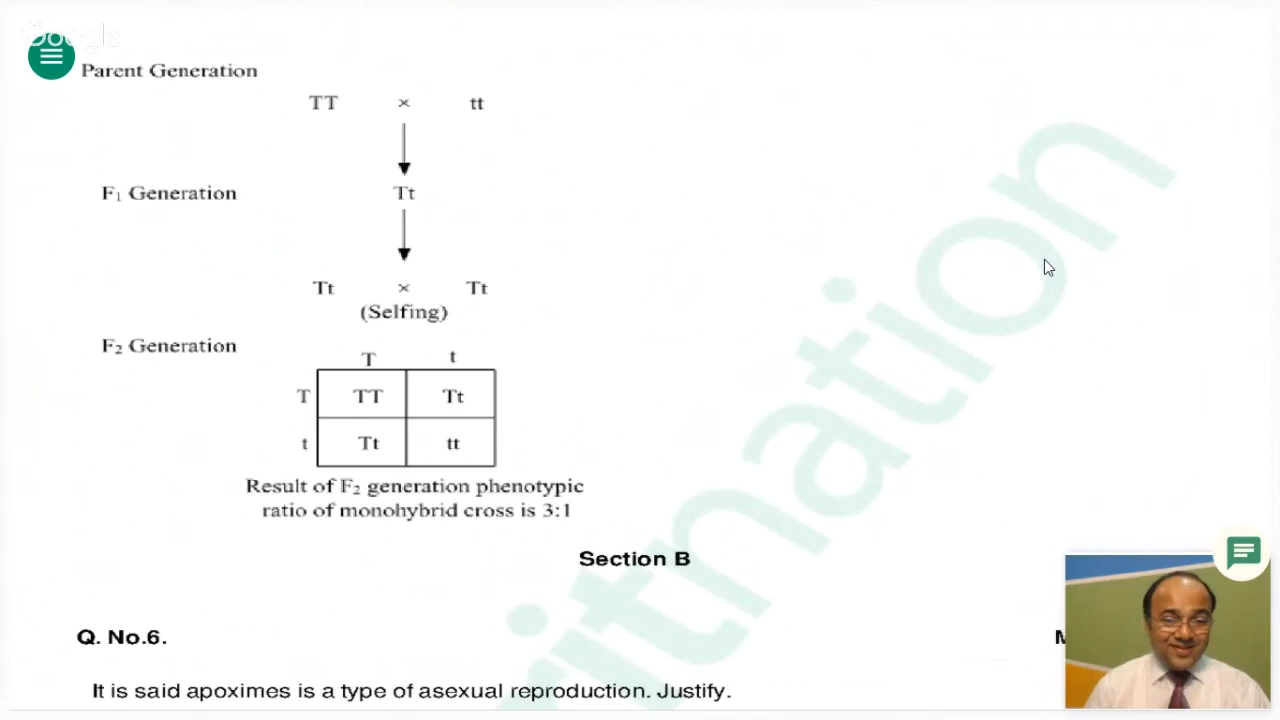 Google
Parent Generation
TT × tt
F₁ Generation Tt
Tt × Tt
(Selfing)
F₂ Generation
T t
T TT Tt
t Tt tt
Result of F₂ generation phenotypic
ratio of monohybrid cross is 3:1
Section B
Q. No.6.
It is said apoximes is a type of asexual reproduction. Justify.
ritnation